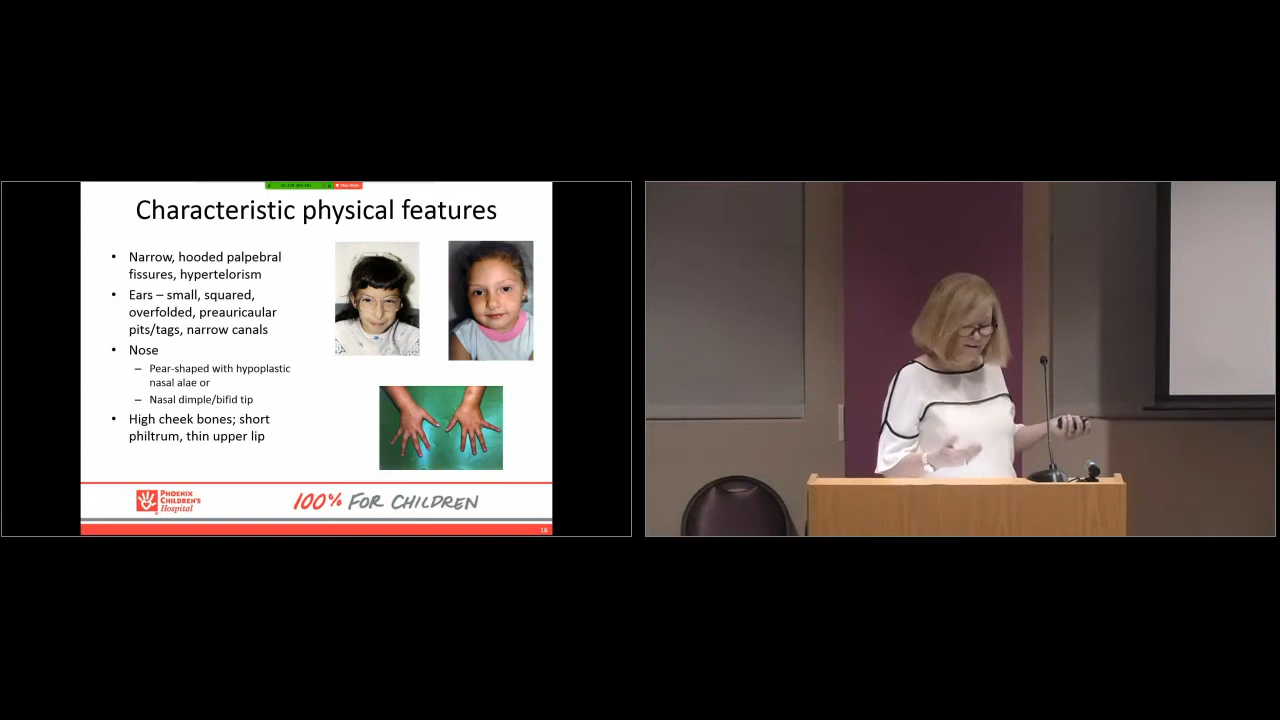 Characteristic physical features
• Narrow, hooded palpebral
fissures, hypertelorism
• Ears – small, squared,
overfolded, preauricular
pits/tags, narrow canals
• Nose
– Pear-shaped with hypoplastic
nasal alae or
– Nasal dimple/bifid tip
• High cheek bones; short
philtrum, thin upper lip
PHOENIX
CHILDREN'S
Hospital
100% FOR CHILDREN
16